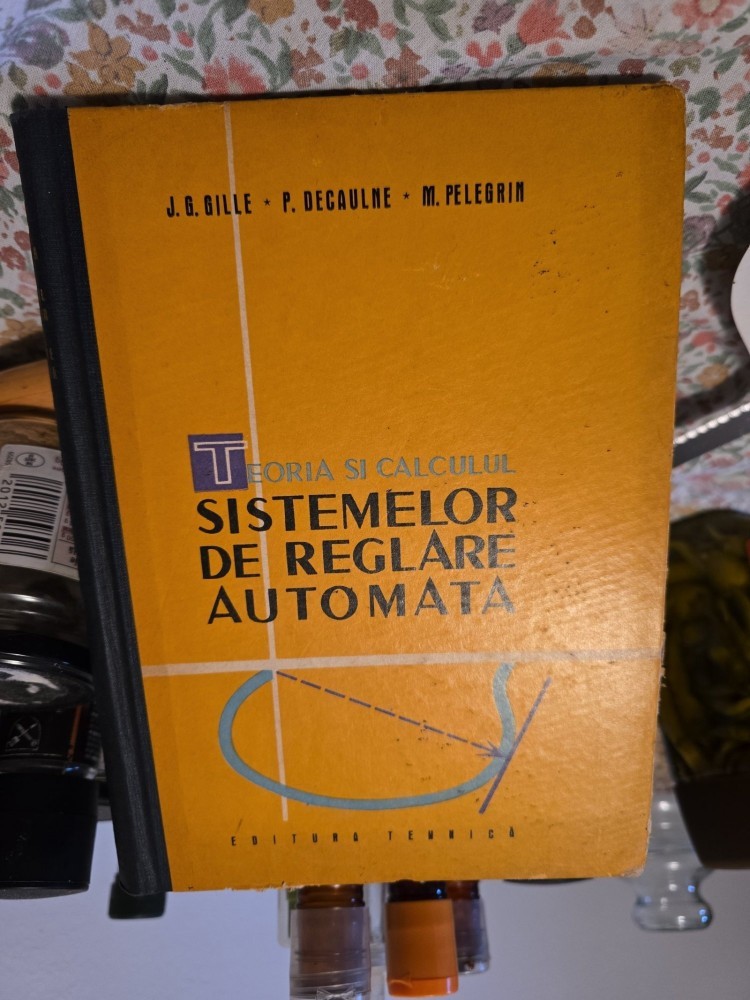 J. G. GILLE * P. DECAULNE * M. PELEGRIN
TEORIA SI CALCULUL
SISTEMELOR
DE REGLARE
AUTOMATA
EDITURA TEHNICĂ